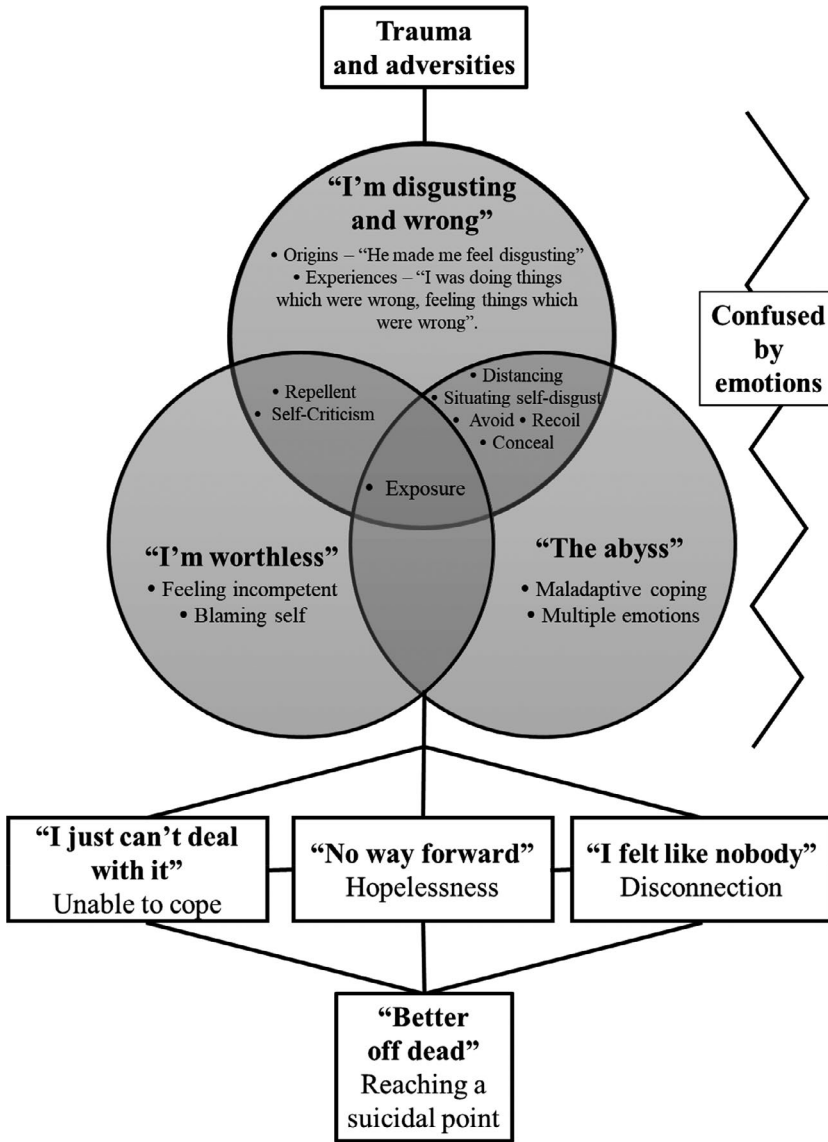 Trauma
and adversities
“I’m disgusting
and wrong”
• Origins – “He made me feel disgusting”
• Experiences – “I was doing things
which were wrong, feeling things which
were wrong”.
• Repellent
• Self-Criticism
• Distancing
• Situating self-disgust
• Avoid • Recoil
• Conceal
• Exposure
Confused
by
emotions
“I’m worthless”
• Feeling incompetent
• Blaming self
“The abyss”
• Maladaptive coping
• Multiple emotions
“I just can’t deal
with it”
Unable to cope
“No way forward”
Hopelessness
“I felt like nobody”
Disconnection
“Better
off dead”
Reaching a
suicidal point